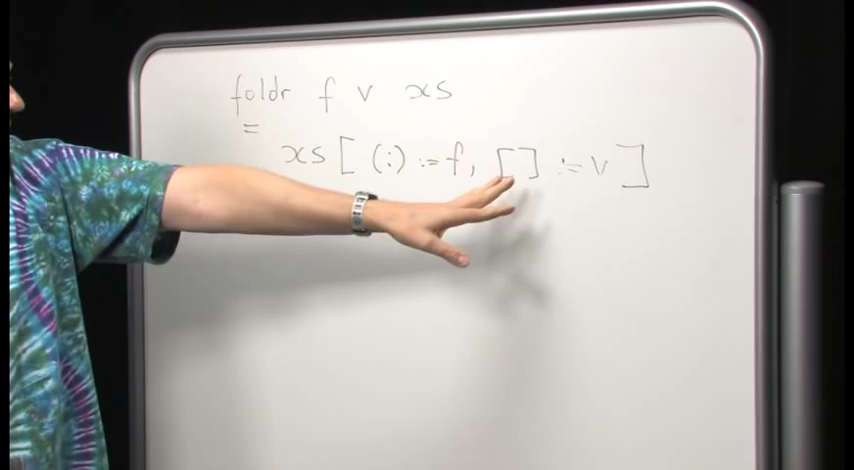 foldr f v xs
=
xs [ (:) := f, [] := v ]